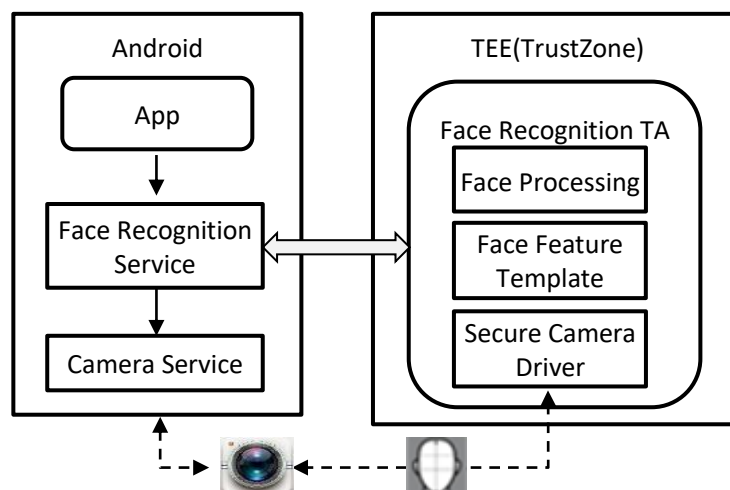 Android
App
Face Recognition
Service
Camera Service
TEE(TrustZone)
Face Recognition TA
Face Processing
Face Feature
Template
Secure Camera
Driver